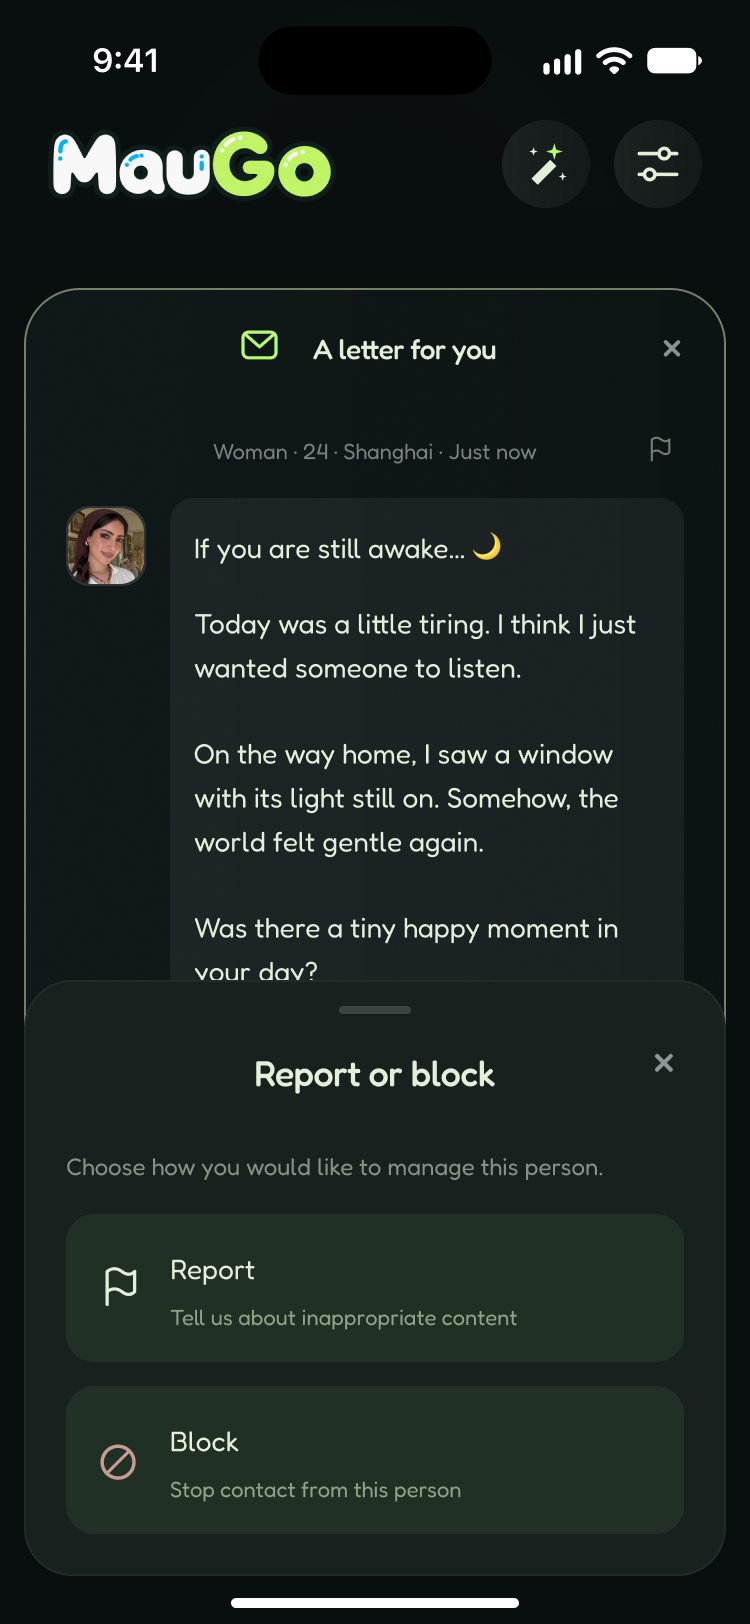 9:41
MauGo
A letter for you
Woman · 24 · Shanghai · Just now
If you are still awake... 🌙
Today was a little tiring. I think I just
wanted someone to listen.
On the way home, I saw a window
with its light still on. Somehow, the
world felt gentle again.
Was there a tiny happy moment in
your day?
Report or block
Choose how you would like to manage this person.
Report
Tell us about inappropriate content
Block
Stop contact from this person